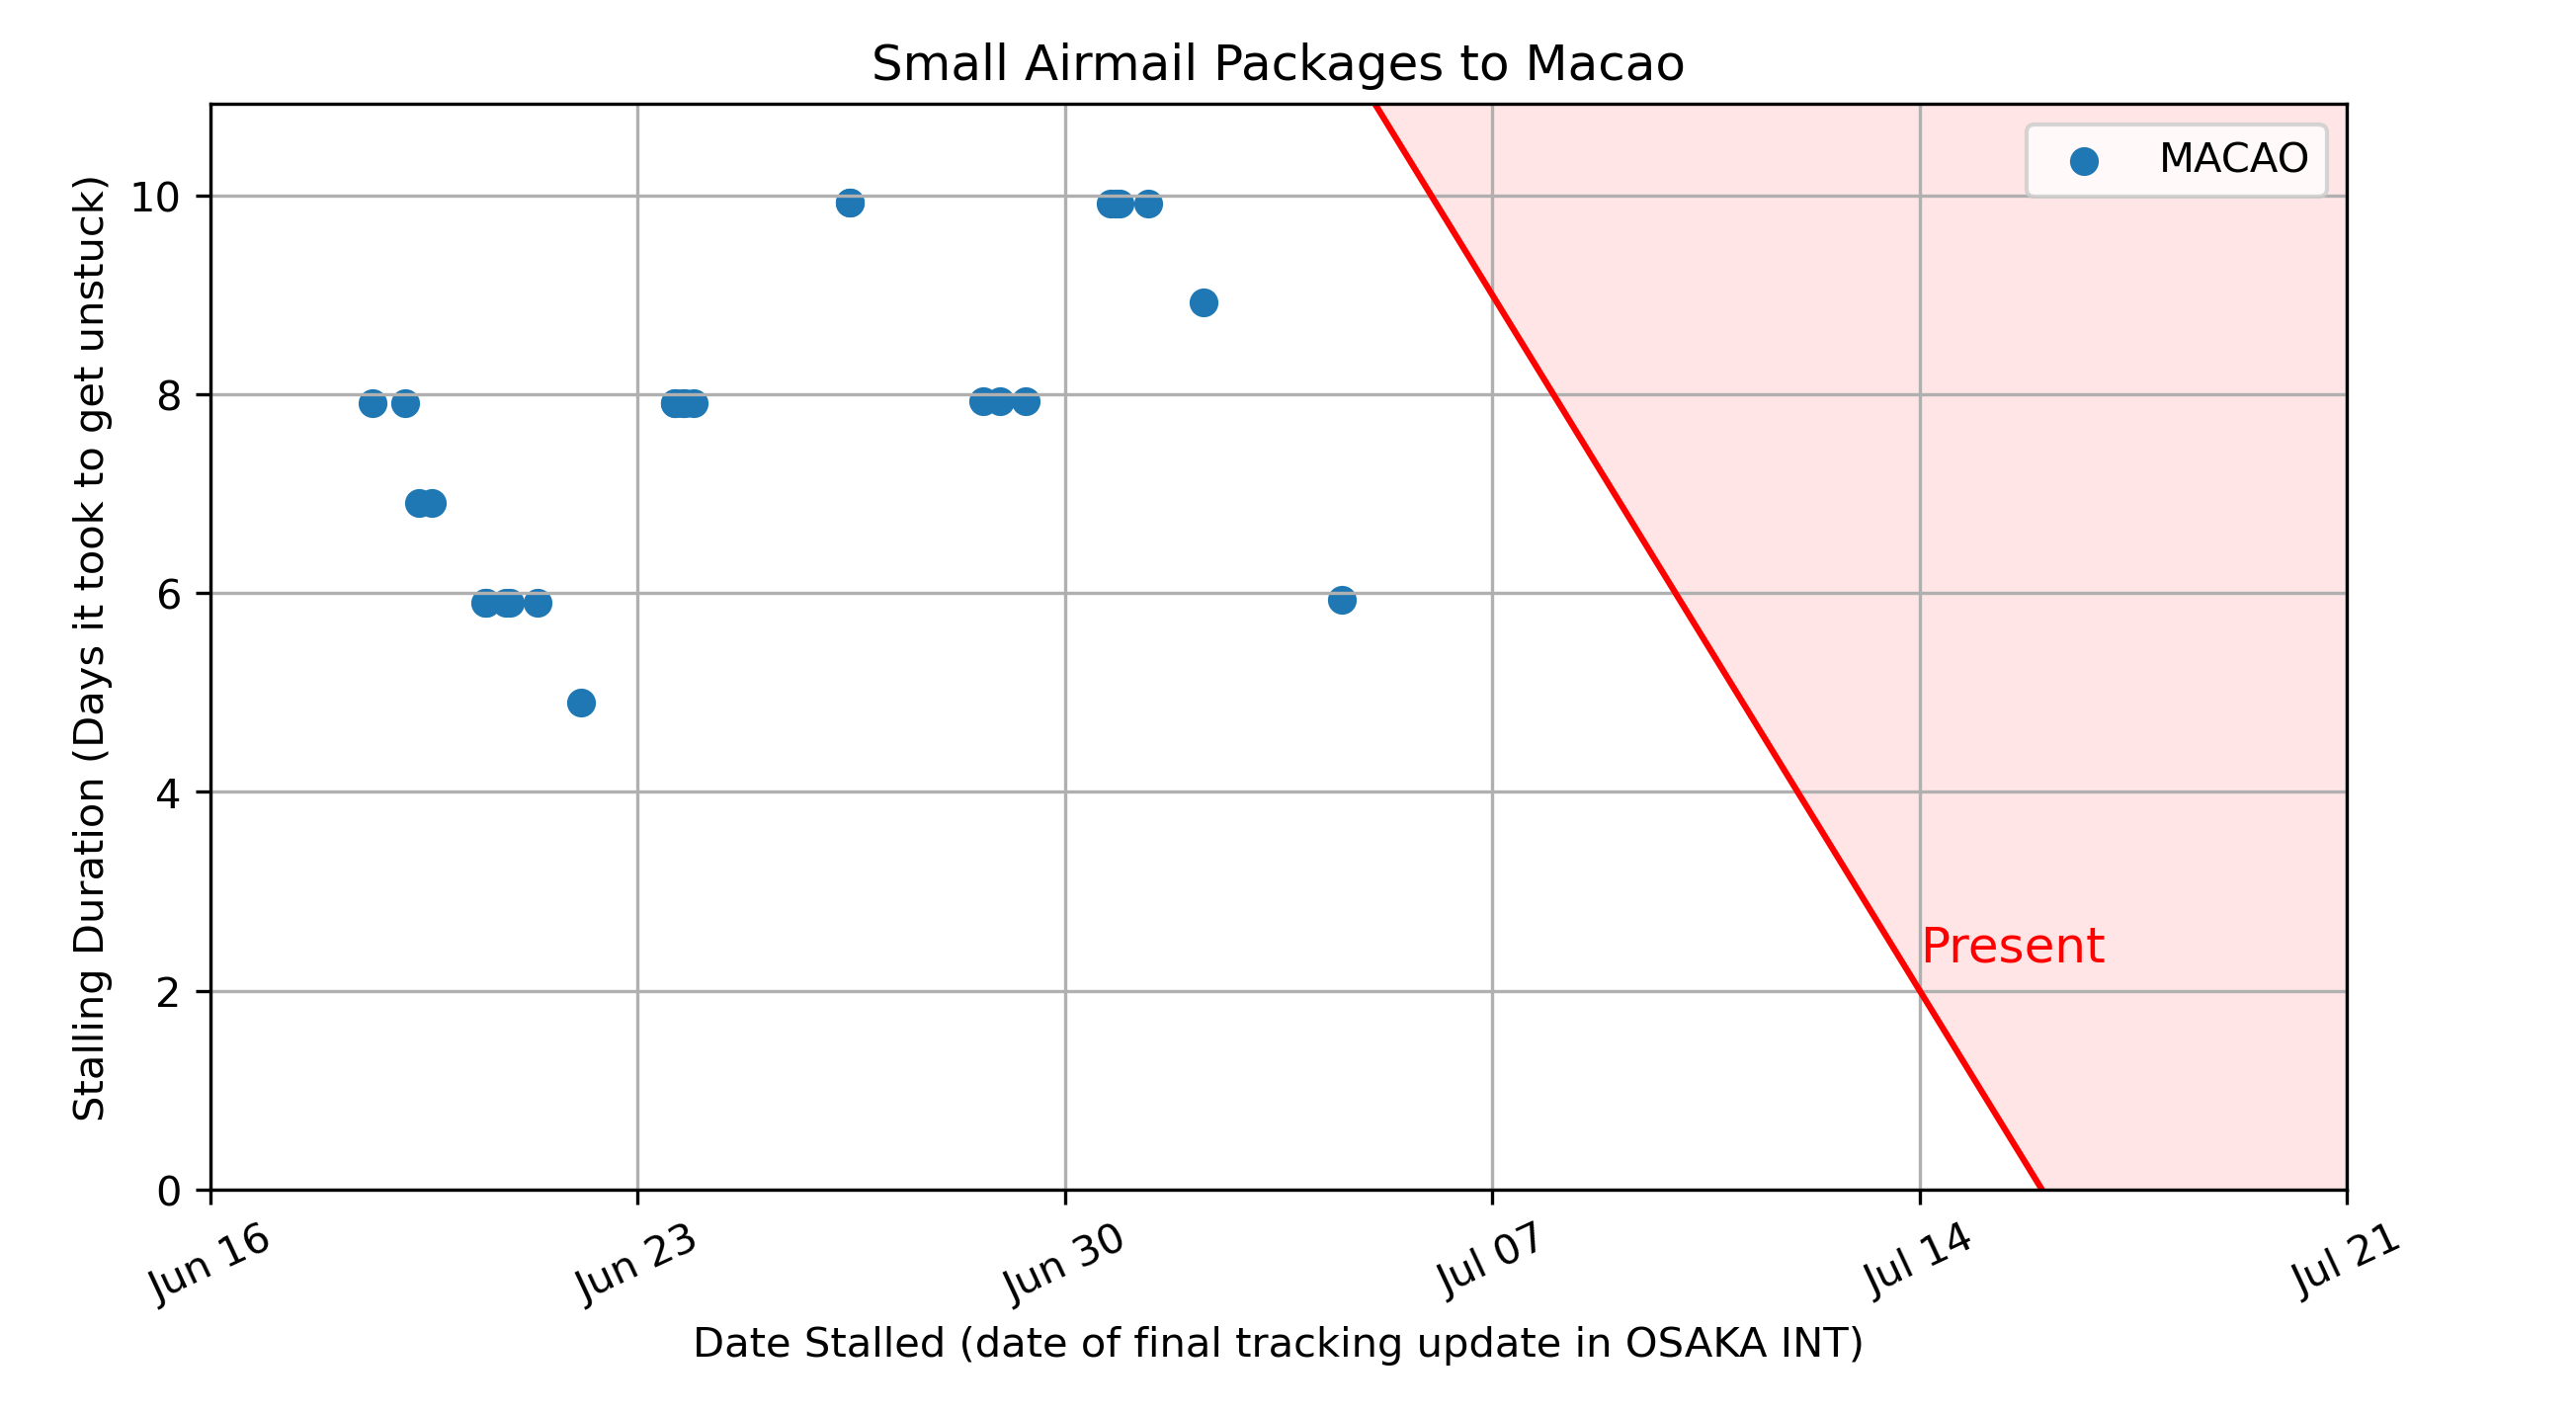 Small Airmail Packages to Macao
MACAO
Stalling Duration (Days it took to get unstuck)
10
8
6
4
2
0
Present
Jun 16
Jun 23
Jun 30
Jul 07
Jul 14
Jul 21
Date Stalled (date of final tracking update in OSAKA INT)